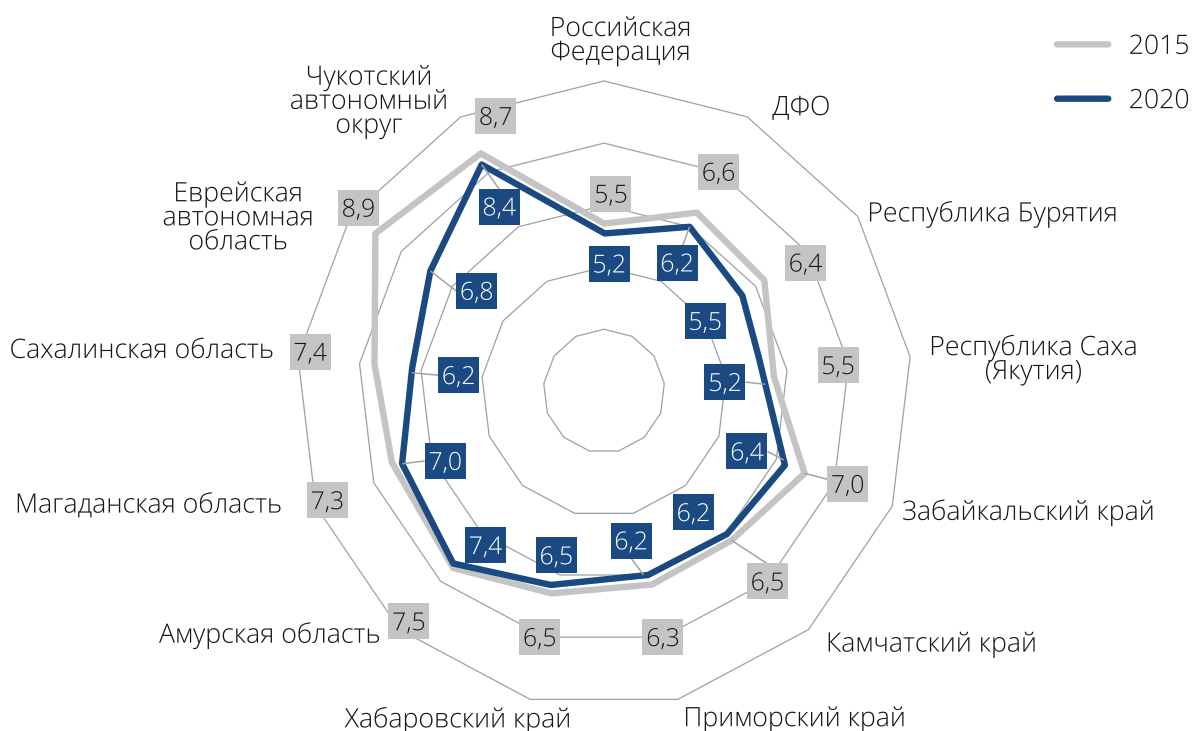 Российская
Федерация
2015
2020
Чукотский
автономный
округ
8,7
ДФО
6,6
Еврейская
автономная
область
8,9
8,4
5,5
Республика Бурятия
6,4
5,2
6,2
6,8
5,5
Сахалинская область
7,4
6,2
5,2
5,5
Республика Саха
(Якутия)
7,0
6,4
7,0
Магаданская область
7,3
Забайкальский край
6,2
7,4
6,5
6,2
6,5
Амурская область
7,5
6,5
6,3
Камчатский край
Хабаровский край
Приморский край